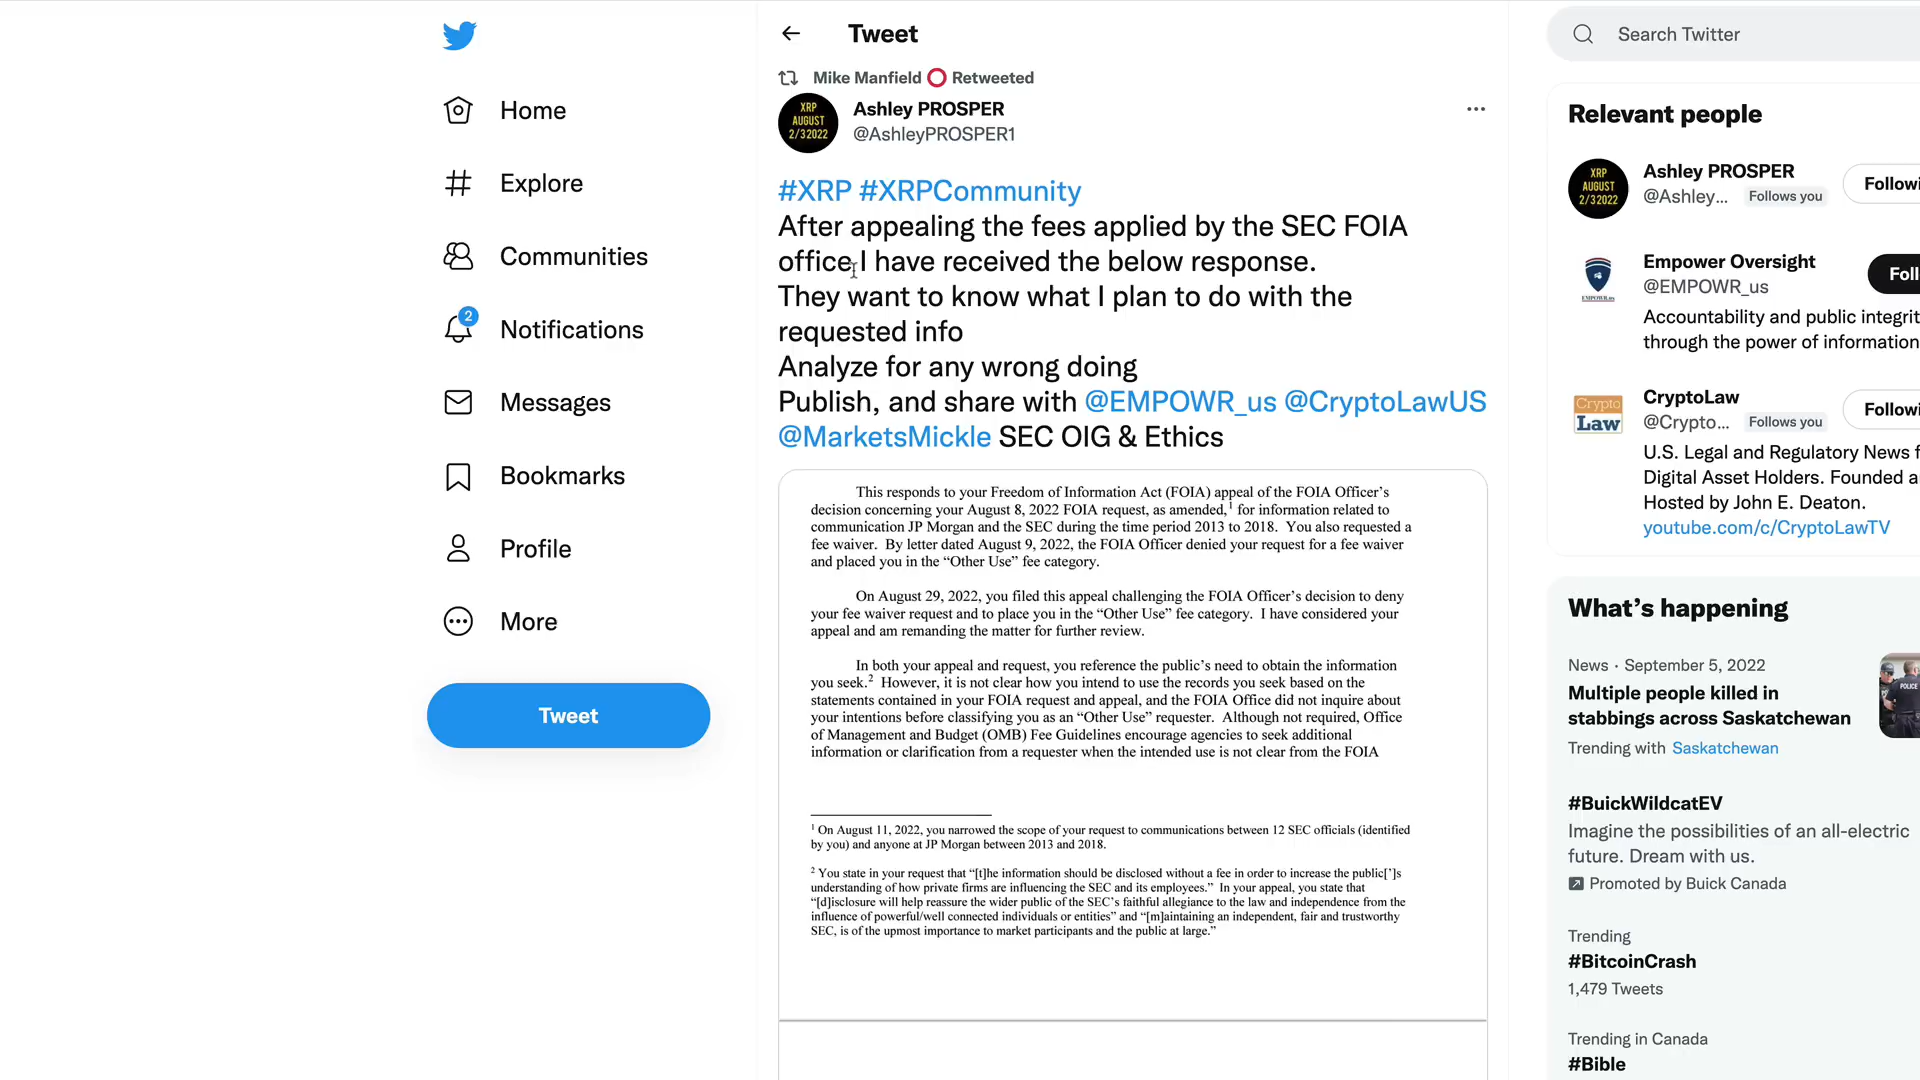 Home
Explore
Communities
2
Notifications
Messages
Bookmarks
Profile
More
Tweet
Tweet
Mike Manfield Retweeted
XRP
AUGUST
2/32022
Ashley PROSPER
@AshleyPROSPER1
#XRP #XRPCommunity
After appealing the fees applied by the SEC FOIA
office I have received the below response.
They want to know what I plan to do with the
requested info
Analyze for any wrong doing
Publish, and share with @EMPOWR_us @CryptoLawUS
@MarketsMickle SEC OIG & Ethics
This responds to your Freedom of Information Act (FOIA) appeal of the FOIA Officer’s
decision concerning your August 8, 2022 FOIA request, as amended,1 for information related to
communication JP Morgan and the SEC during the time period 2013 to 2018. You also requested a
fee waiver. By letter dated August 9, 2022, the FOIA Officer denied your request for a fee waiver
and placed you in the “Other Use” fee category.
On August 29, 2022, you filed this appeal challenging the FOIA Officer’s decision to deny
your fee waiver request and to place you in the “Other Use” fee category. I have considered your
appeal and am remanding the matter for further review.
In both your appeal and request, you reference the public’s need to obtain the information
you seek.2 However, it is not clear how you intend to use the records you seek based on the
statements contained in your FOIA request and appeal, and the FOIA Office did not inquire about
your intentions before classifying you as an “Other Use” requester. Although not required, Office
of Management and Budget (OMB) Fee Guidelines encourage agencies to seek additional
information or clarification from a requester when the intended use is not clear from the FOIA
1 On August 11, 2022, you narrowed the scope of your request to communications between 12 SEC officials (identified
by you) and anyone at JP Morgan between 2013 and 2018.
2 You state in your request that “[t]he information should be disclosed without a fee in order to increase the public[’]s
understanding of how private firms are influencing the SEC and its employees.” In your appeal, you state that
“[d]isclosure will help reassure the wider public of the SEC’s faithful allegiance to the law and independence from the
influence of powerful/well connected individuals or entities” and “[m]aintaining an independent, fair and trustworthy
SEC, is of the upmost importance to market participants and the public at large.”
Search Twitter
Relevant people
XRP
AUGUST
2/32022
Ashley PROSPER
@Ashley... Follows you
Followi
EMPOWR.us
Empower Oversight
@EMPOWR_us
Foll
Accountability and public integrit
through the power of information
Crypto
Law
CryptoLaw
@Crypto... Follows you
Followi
U.S. Legal and Regulatory News f
Digital Asset Holders. Founded a
Hosted by John E. Deaton.
youtube.com/c/CryptoLawTV
What’s happening
News · September 5, 2022
Multiple people killed in
stabbings across Saskatchewan
Trending with Saskatchewan
POLICE
#BuickWildcatEV
Imagine the possibilities of an all-electric
future. Dream with us.
Promoted by Buick Canada
Trending
#BitcoinCrash
1,479 Tweets
Trending in Canada
#Bible